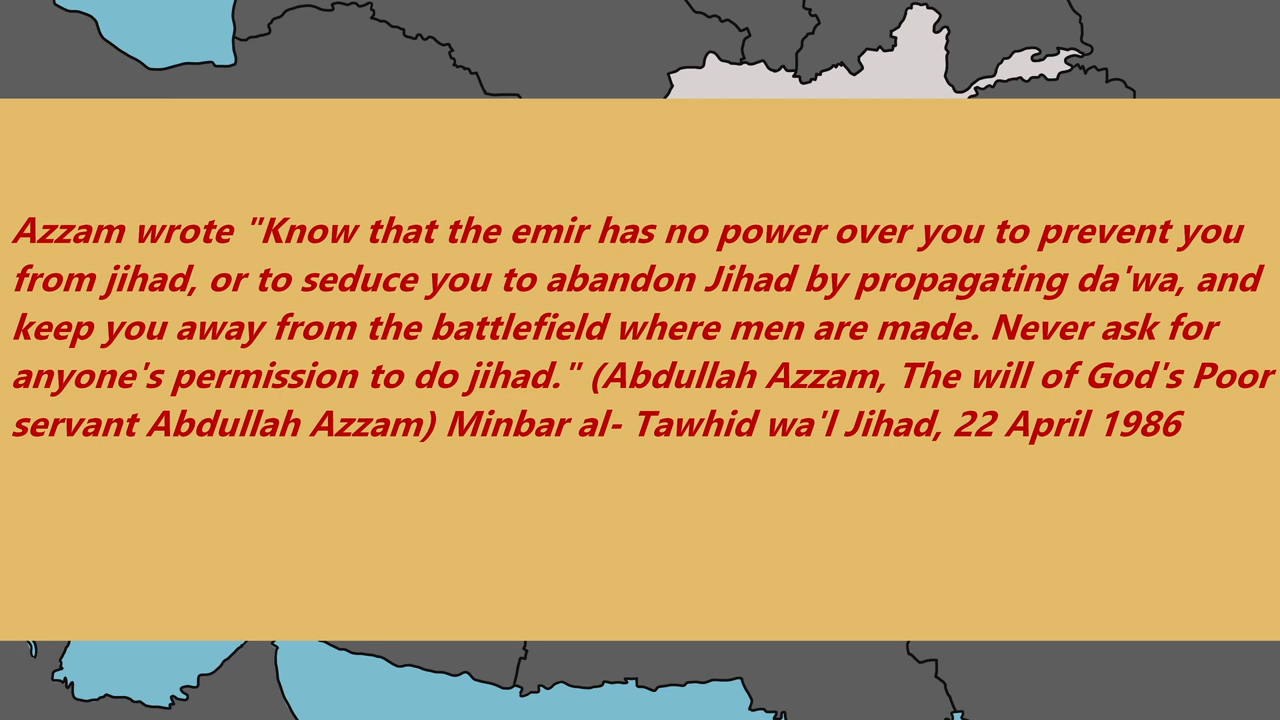 Azzam wrote "Know that the emir has no power over you to prevent you
from jihad, or to seduce you to abandon Jihad by propagating da'wa, and
keep you away from the battlefield where men are made. Never ask for
anyone's permission to do jihad." (Abdullah Azzam, The will of God's Poor
servant Abdullah Azzam) Minbar al- Tawhid wa'l Jihad, 22 April 1986